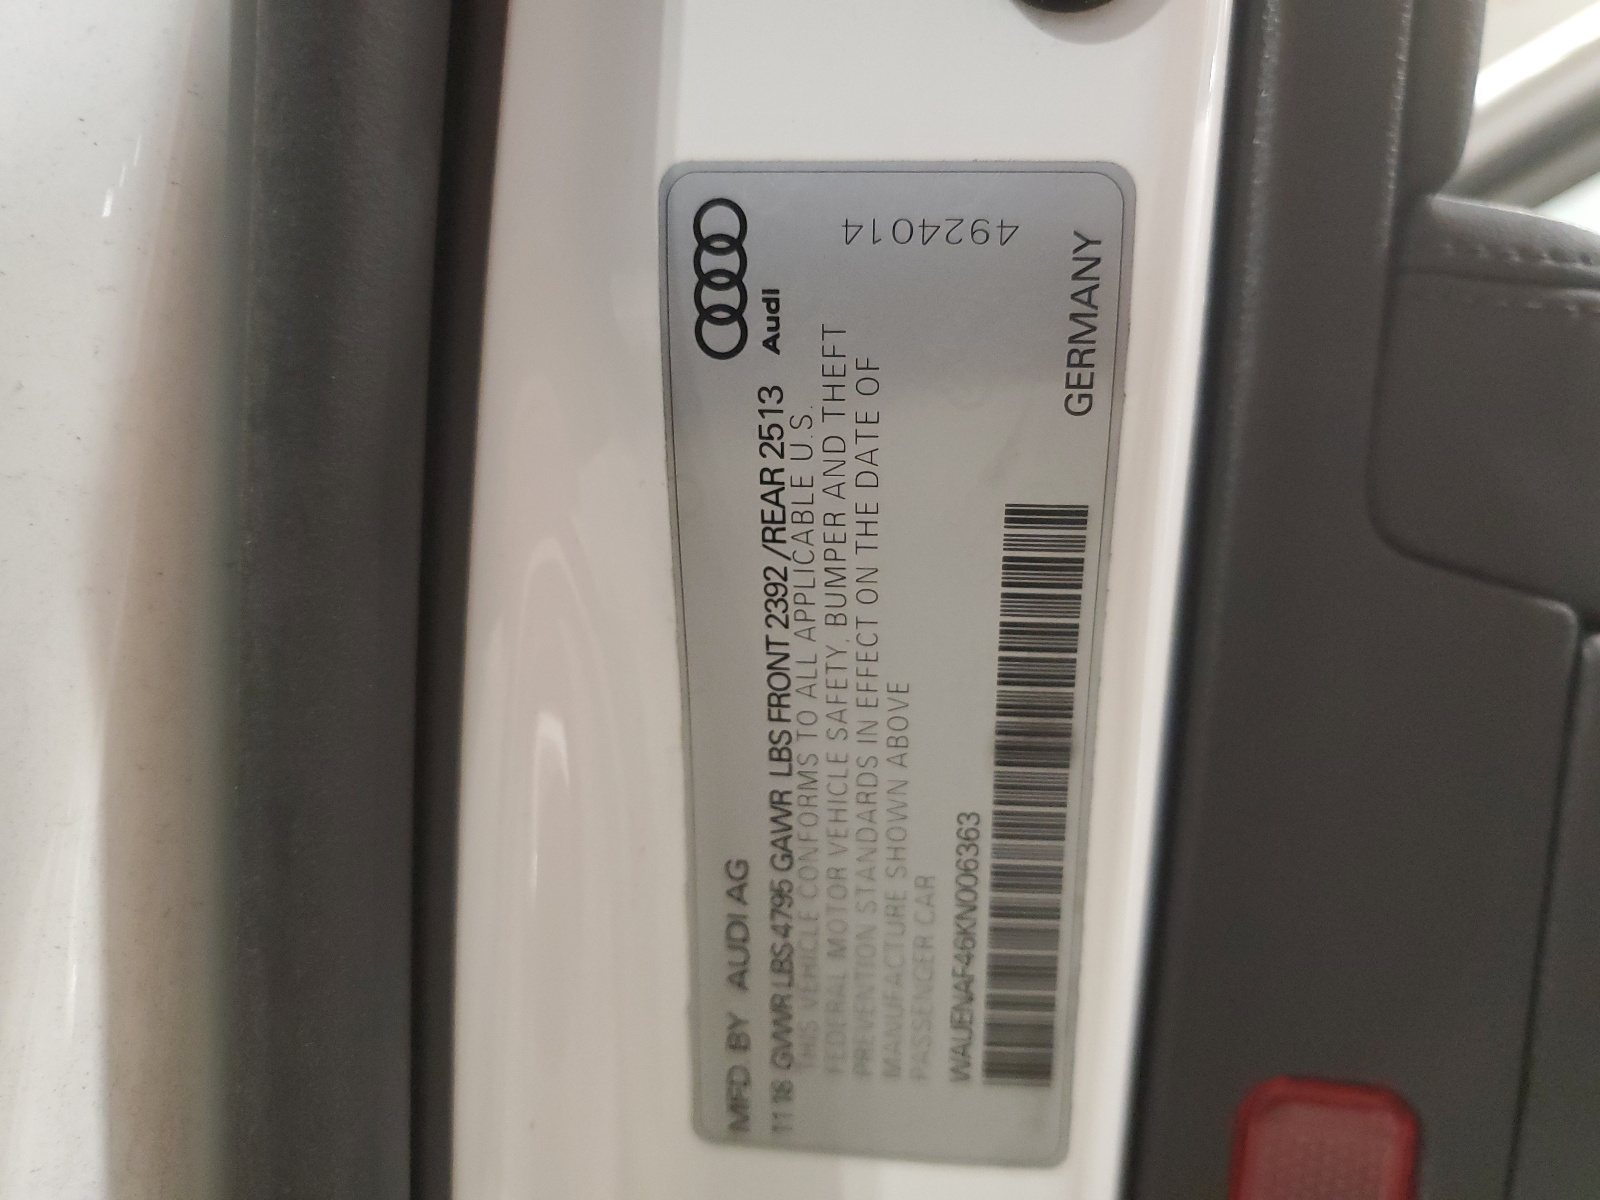 MFD BY AUDI AG
11 18 GVWR LBS 4795 GAWR LBS FRONT 2392 /REAR 2513
Audi
THIS VEHICLE CONFORMS TO ALL APPLICABLE U.S.
FEDERAL MOTOR VEHICLE SAFETY, BUMPER AND THEFT
PREVENTION STANDARDS IN EFFECT ON THE DATE OF
MANUFACTURE SHOWN ABOVE
PASSENGER CAR
WAUENAF46KN006363
GERMANY
4924014